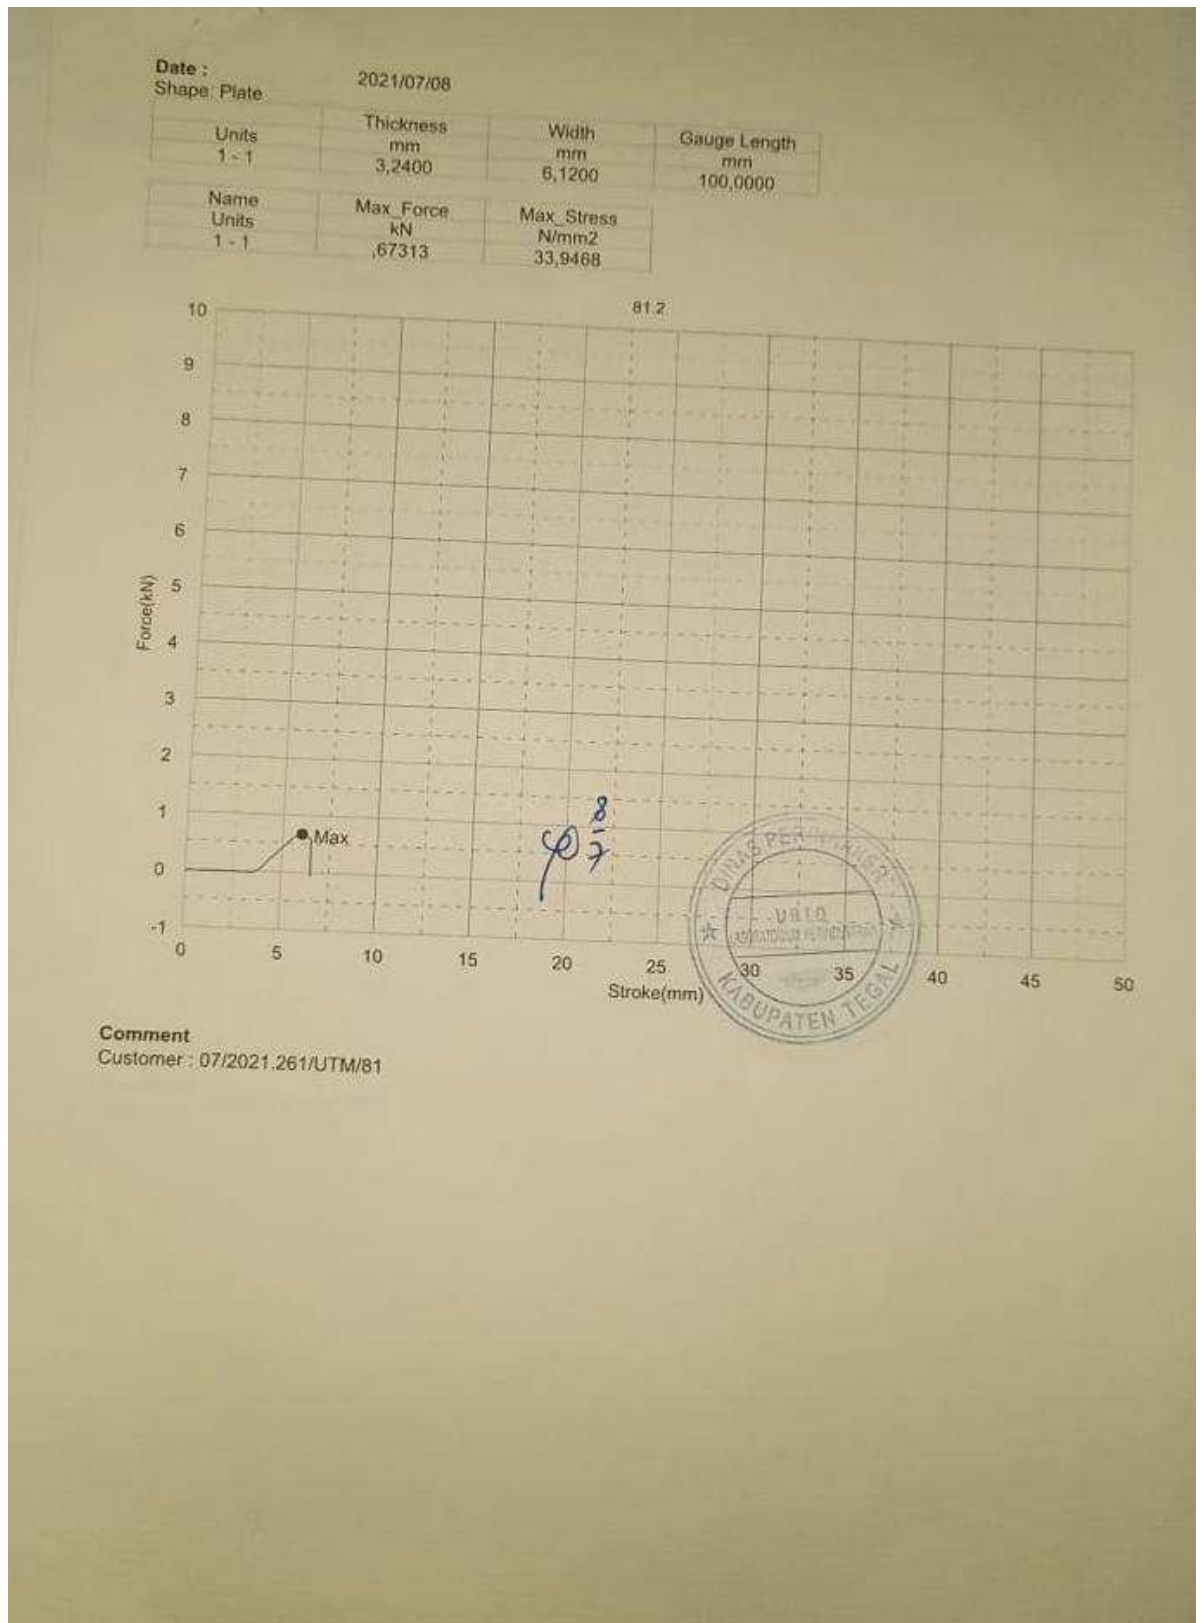 Date :
2021/07/08
Shape: Plate
Units Thickness Width Gauge Length
mm mm mm
1 - 1 3,2400 6,1200 100,0000
Name Max_Force Max_Stress
Units kN N/mm2
1 - 1 ,67313 33,9468
81.2
10
9
8
7
6
5
4
3
2
1
0
-1
Force(kN)
Max
8
7
0 5 10 15 20 25 30 35 40 45 50
Stroke(mm)
DINAS
KABUPATEN TEGAL
Comment
Customer : 07/2021.261/UTM/81